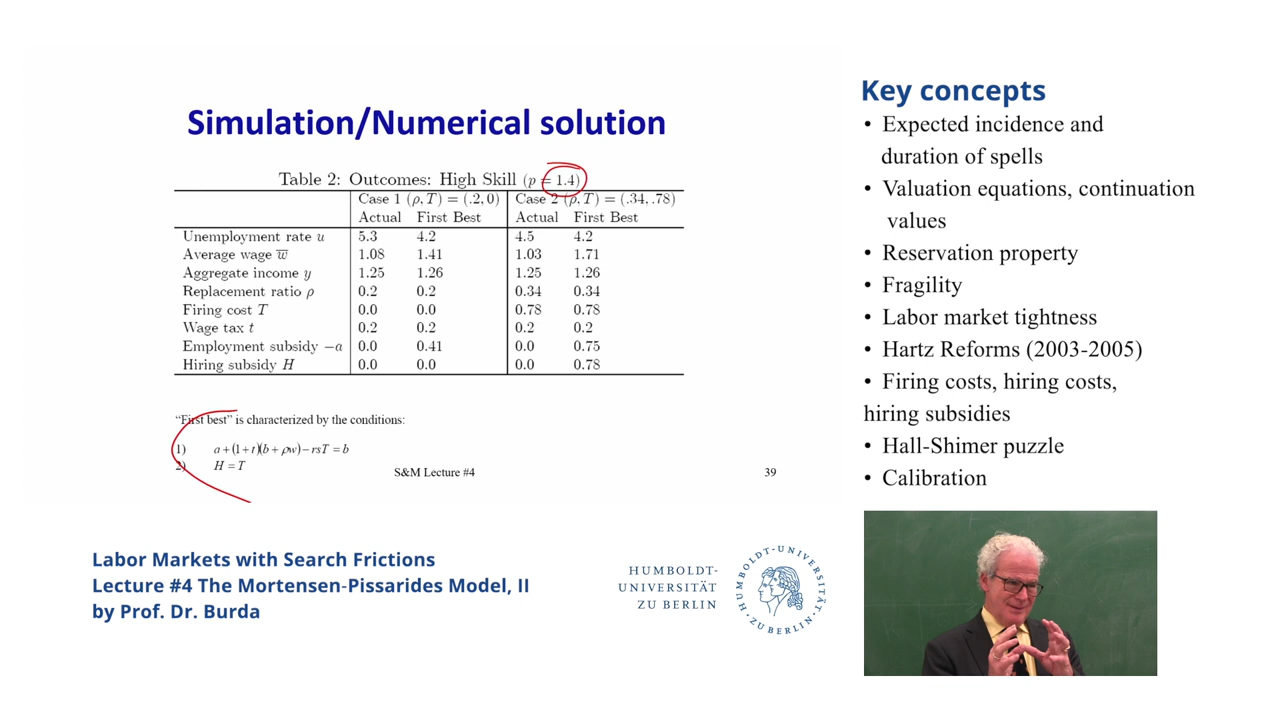 Simulation/Numerical solution
Table 2: Outcomes: High Skill (p = 1.4)
Case 1 (ρ, T) = (.2, 0) Case 2 (ρ, T) = (.34, .78)
Actual First Best Actual First Best
Unemployment rate u 5.3 4.2 4.5 4.2
Average wage w̅ 1.08 1.41 1.03 1.71
Aggregate income y 1.25 1.26 1.25 1.26
Replacement ratio ρ 0.2 0.2 0.34 0.34
Firing cost T 0.0 0.0 0.78 0.78
Wage tax t 0.2 0.2 0.2 0.2
Employment subsidy −a 0.0 0.41 0.0 0.75
Hiring subsidy H 0.0 0.0 0.0 0.78
“First best” is characterized by the conditions:
1) a + (1 + t)(b + ρw) − rsT = b
2) H = T
S&M Lecture #4 39
Labor Markets with Search Frictions
Lecture #4 The Mortensen-Pissarides Model, II
by Prof. Dr. Burda
HUMBOLDT-
UNIVERSITÄT
ZU BERLIN
HUMBOLDT-UNIVERSITÄT
ZU BERLIN
Key concepts
• Expected incidence and
duration of spells
• Valuation equations, continuation
values
• Reservation property
• Fragility
• Labor market tightness
• Hartz Reforms (2003-2005)
• Firing costs, hiring costs,
hiring subsidies
• Hall-Shimer puzzle
• Calibration